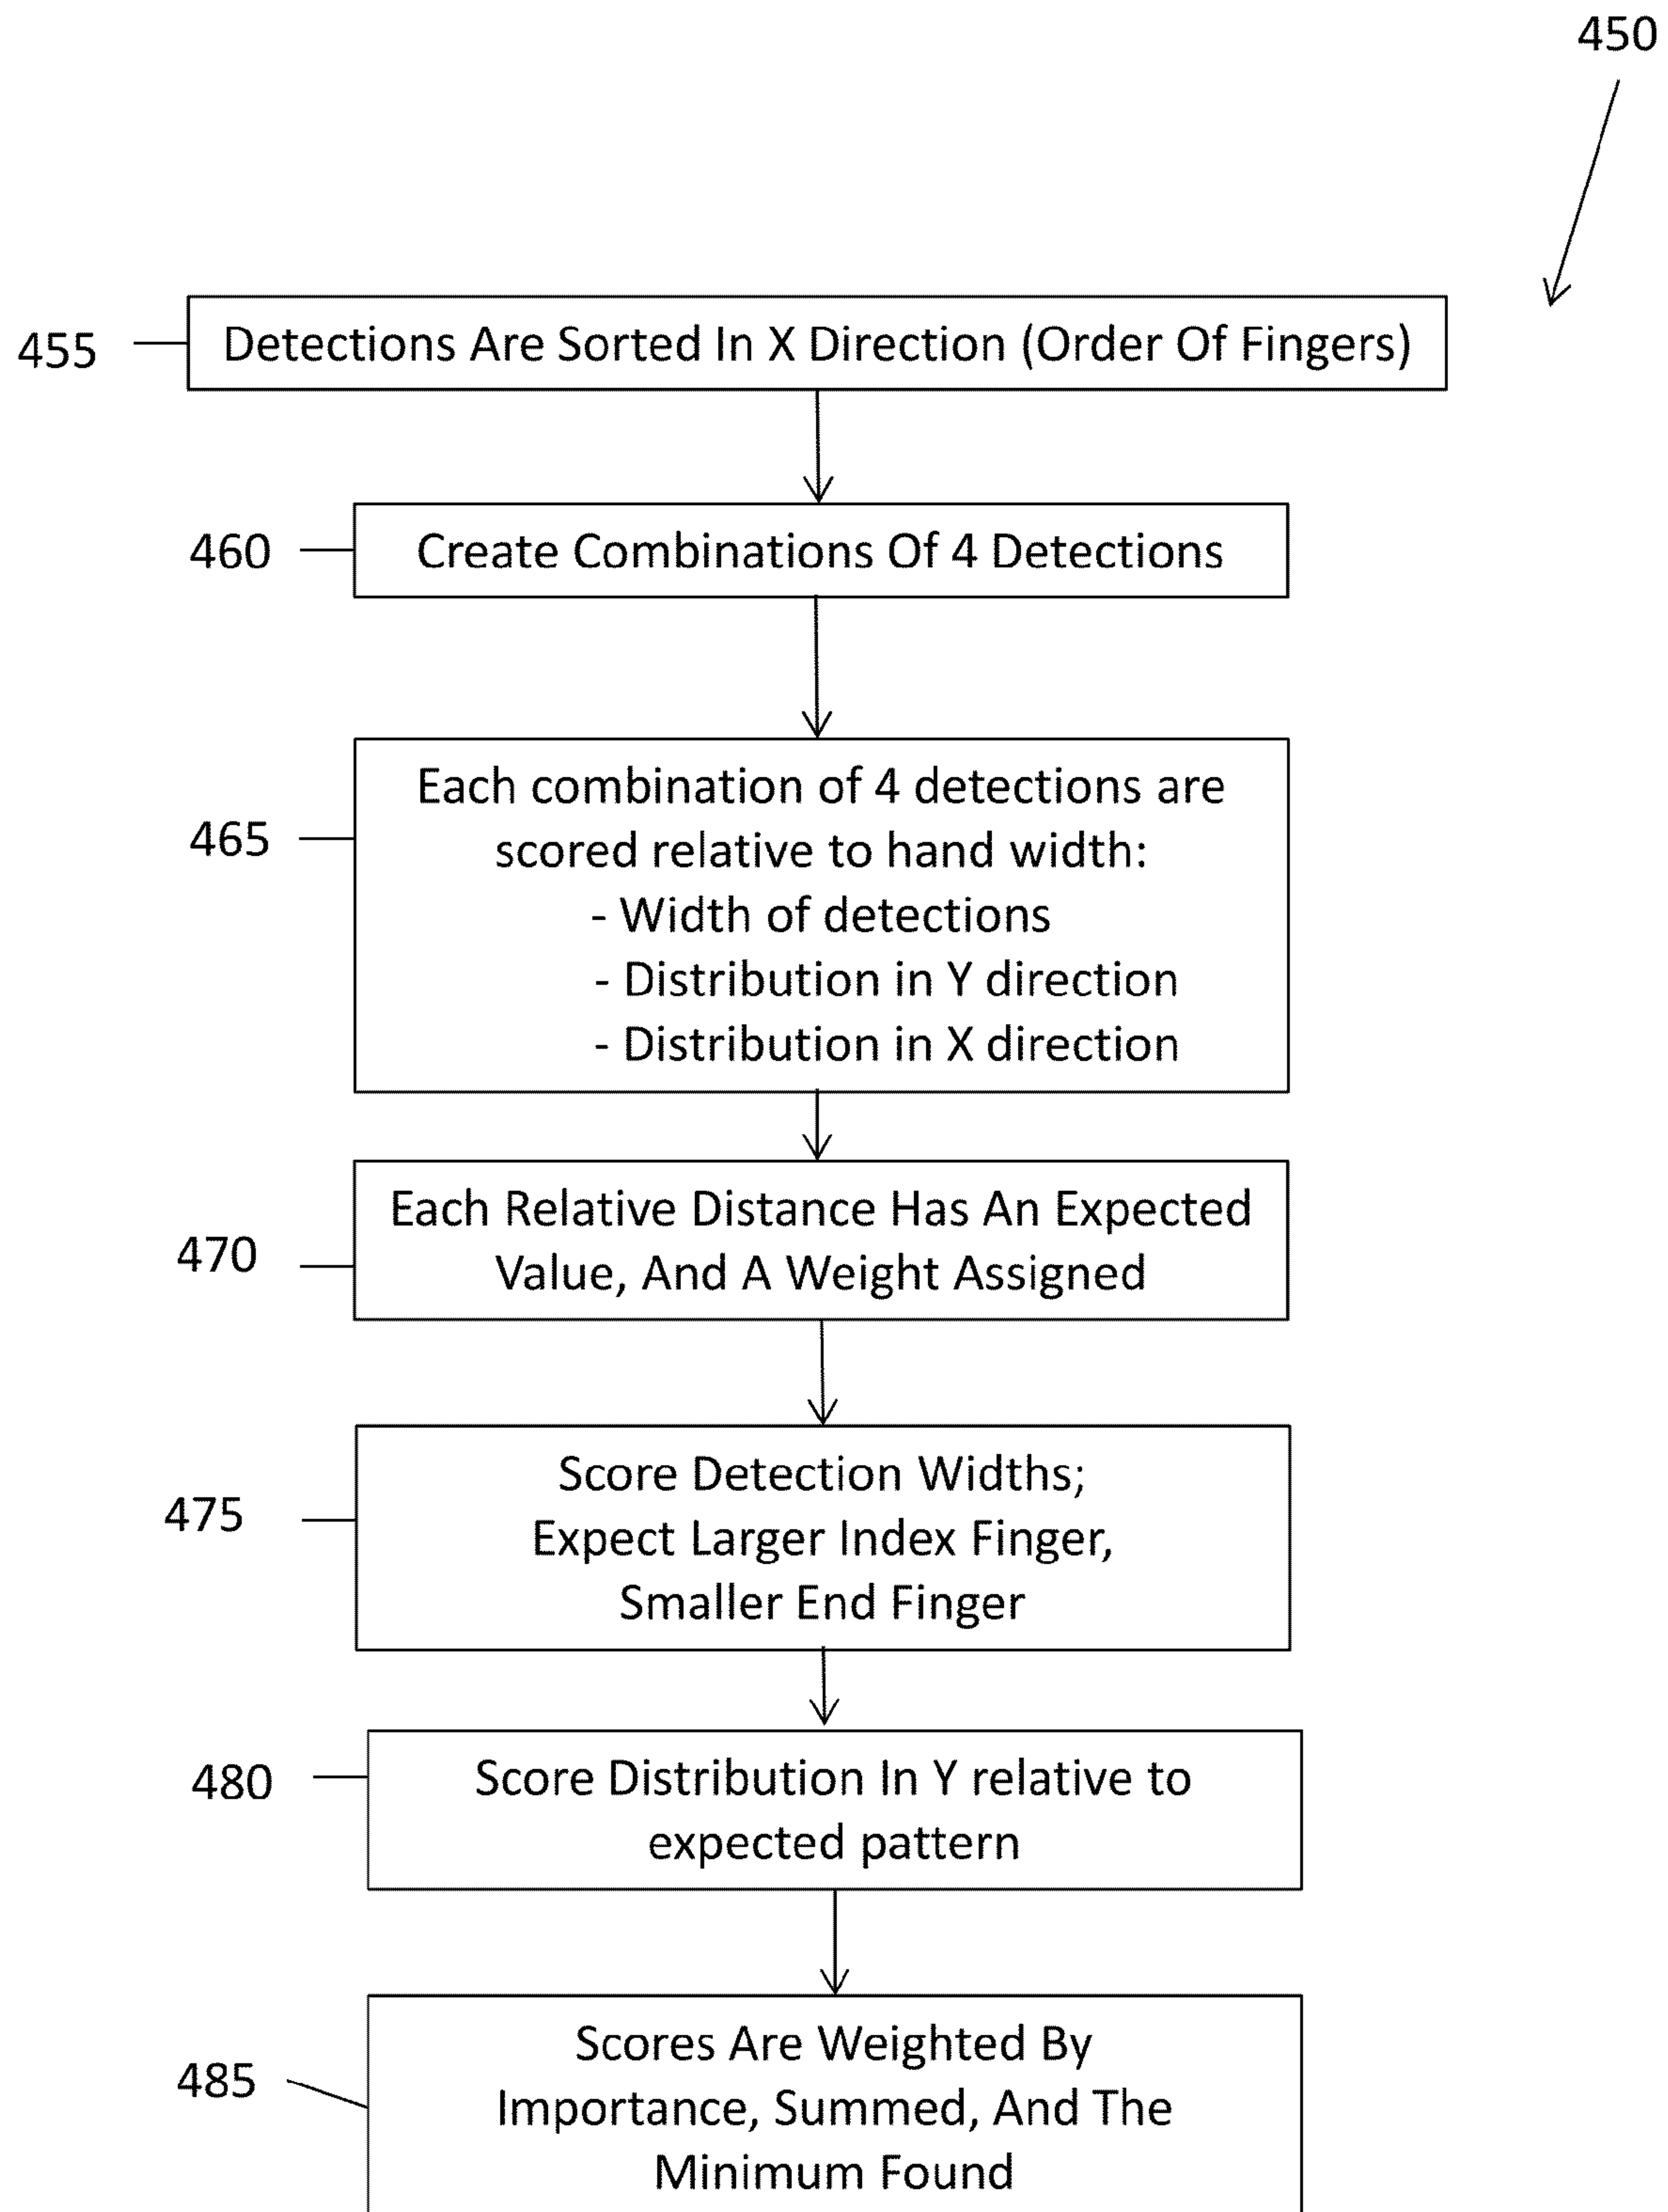 450
455
Detections Are Sorted In X Direction (Order Of Fingers)
460
Create Combinations Of 4 Detections
465
Each combination of 4 detections are
scored relative to hand width:
- Width of detections
- Distribution in Y direction
- Distribution in X direction
470
Each Relative Distance Has An Expected
Value, And A Weight Assigned
475
Score Detection Widths;
Expect Larger Index Finger,
Smaller End Finger
480
Score Distribution In Y relative to
expected pattern
485
Scores Are Weighted By
Importance, Summed, And The
Minimum Found